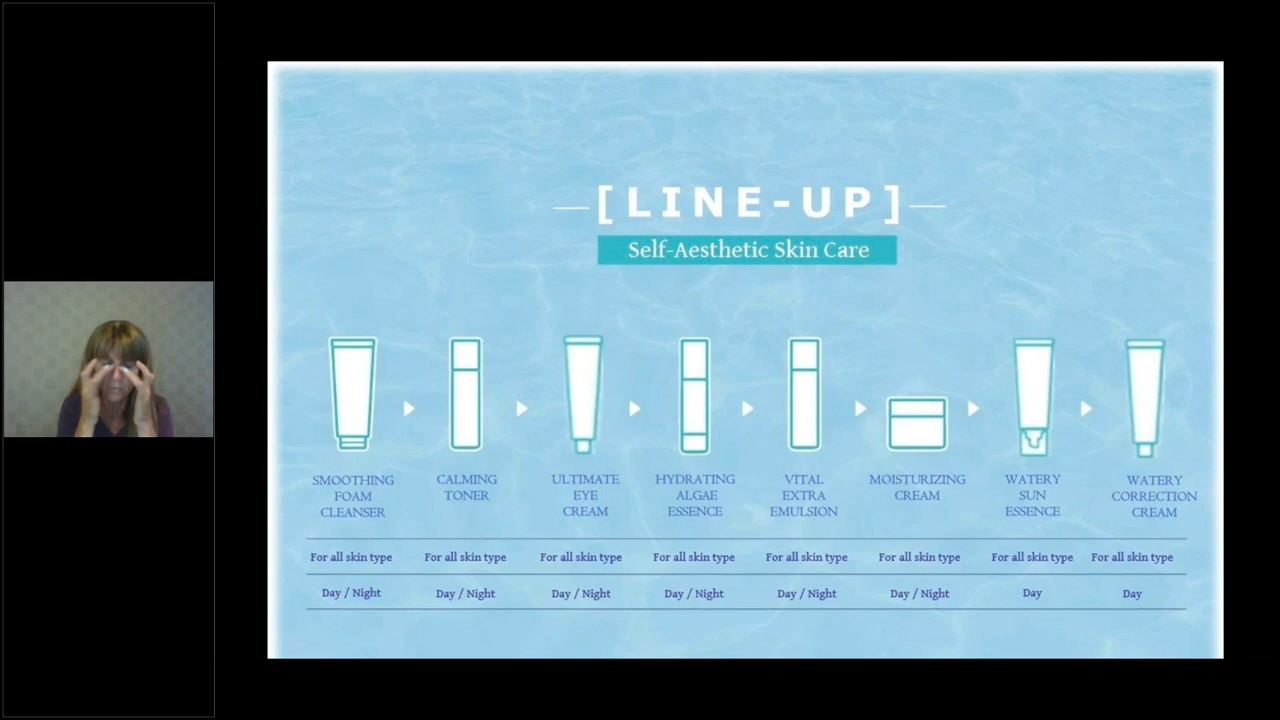 [LINE-UP]
Self-Aesthetic Skin Care
SMOOTHING
FOAM
CLEANSER
CALMING
TONER
ULTIMATE
EYE
CREAM
HYDRATING
ALGAE
ESSENCE
VITAL
EXTRA
EMULSION
MOISTURIZING
CREAM
WATERY
SUN
ESSENCE
WATERY
CORRECTION
CREAM
For all skin type For all skin type For all skin type For all skin type For all skin type For all skin type For all skin type For all skin type
Day / Night Day / Night Day / Night Day / Night Day / Night Day / Night Day Day